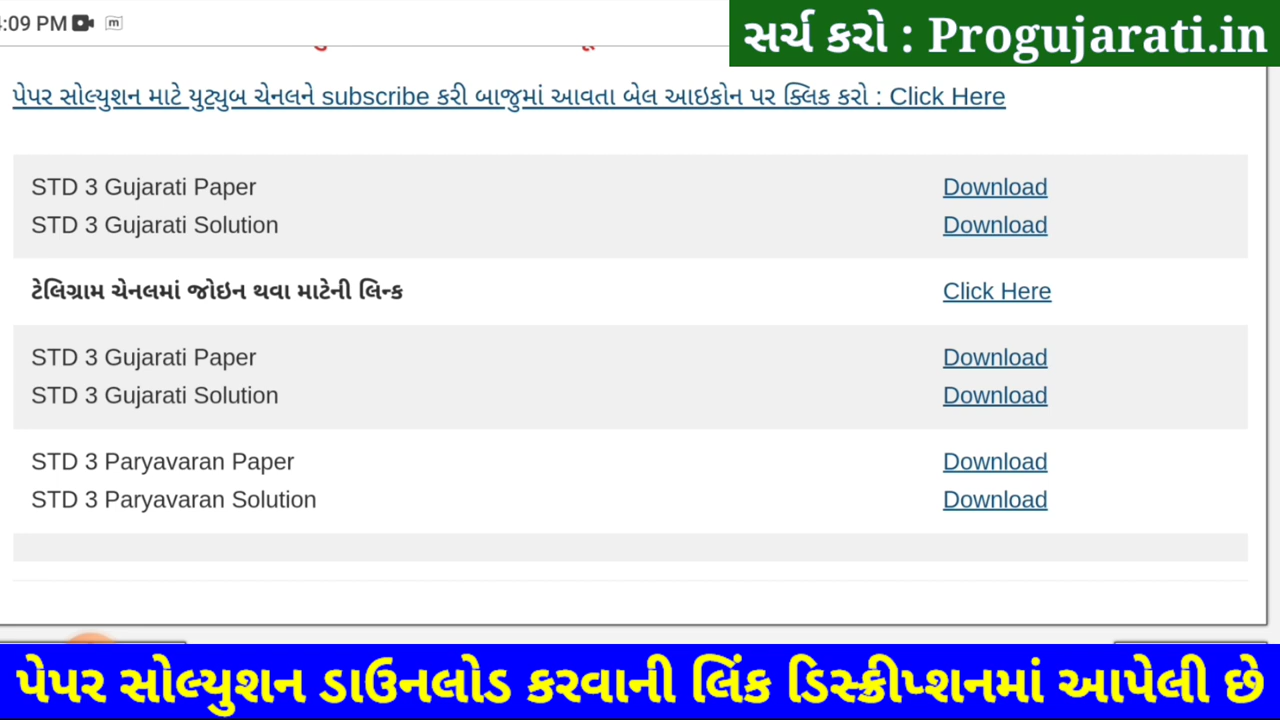 :09 PM
સર્ચ કરો : Progujarati.in
પેપર સોલ્યુશન માટે યુટ્યુબ ચેનલને subscribe કરી બાજુમાં આવતા બેલ આઇકોન પર ક્લિક કરો : Click Here
STD 3 Gujarati Paper Download
STD 3 Gujarati Solution Download
ટેલિગ્રામ ચેનલમાં જોઇન થવા માટેની લિન્ક Click Here
STD 3 Gujarati Paper Download
STD 3 Gujarati Solution Download
STD 3 Paryavaran Paper Download
STD 3 Paryavaran Solution Download
પેપર સોલ્યુશન ડાઉનલોડ કરવાની લિંક ડિસ્ક્રીપ્શનમાં આપેલી છે